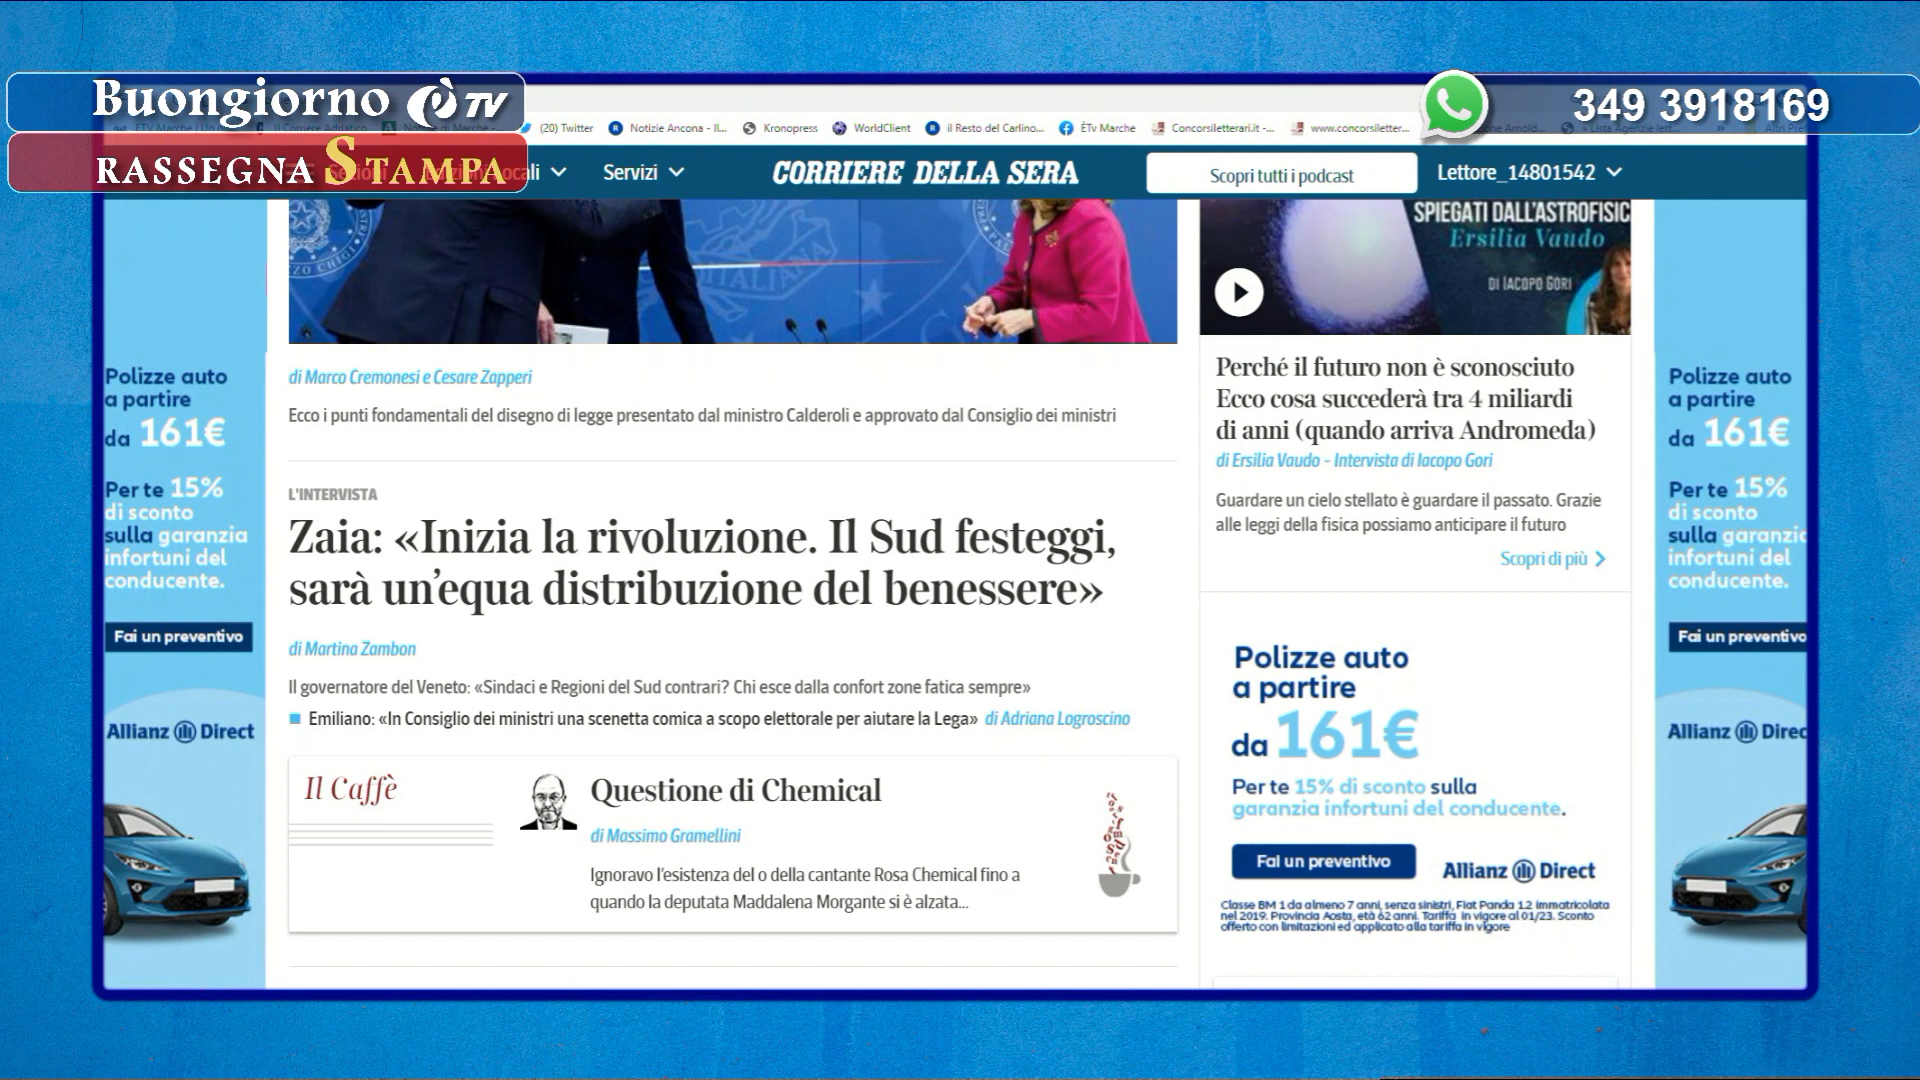 Buongiorno è TV
RASSEGNA STAMPA
349 3918169
(20) Twitter
Notizie Ancona - Il...
Kronopress
WorldClient
il Resto del Carlino...
ÈTv Marche
Concorsiletterari.it -...
www.concorsiletter...
Servizi
CORRIERE DELLA SERA
Scopri tutti i podcast
Lettore_14801542
SPIEGATI DALL'ASTROFISIC
Ersilia Vaudo
DI IACOPO GORI
di Marco Cremonesi e Cesare Zapperi
Ecco i punti fondamentali del disegno di legge presentato dal ministro Calderoli e approvato dal Consiglio dei ministri
L'INTERVISTA
Zaia: «Inizia la rivoluzione. Il Sud festeggi,
sarà un'equa distribuzione del benessere»
di Martina Zambon
Il governatore del Veneto: «Sindaci e Regioni del Sud contrari? Chi esce dalla confort zone fatica sempre»
Emiliano: «In Consiglio dei ministri una scenetta comica a scopo elettorale per aiutare la Lega» di Adriana Logroscino
Il Caffè
Questione di Chemical
di Massimo Gramellini
Ignoravo l'esistenza del o della cantante Rosa Chemical fino a
quando la deputata Maddalena Morgante si è alzata...
Perché il futuro non è sconosciuto
Ecco cosa succederà tra 4 miliardi
di anni (quando arriva Andromeda)
di Ersilia Vaudo - Intervista di Iacopo Gori
Guardare un cielo stellato è guardare il passato. Grazie
alle leggi della fisica possiamo anticipare il futuro
Scopri di più
Polizze auto
a partire
da 161€
Per te 15% di sconto sulla
garanzia infortuni del conducente.
Fai un preventivo
Allianz Direct
Classe BM 1 da almeno 7 anni, senza sinistri, Fiat Panda 1.2 immatricolata
nel 2019. Provincia Aosta, età 62 anni. Tariffa in vigore al 01/23. Sconto
offerto con limitazioni ed applicato alla tariffa in vigore
Polizze auto
a partire
da 161€
Per te 15%
di sconto
sulla garanzia
infortuni del
conducente.
Fai un preventivo
Allianz Direct
Polizze auto
a partire
da 161€
Per te 15%
di sconto
sulla garanzia
infortuni del
conducente.
Fai un preventivo
Allianz Direc